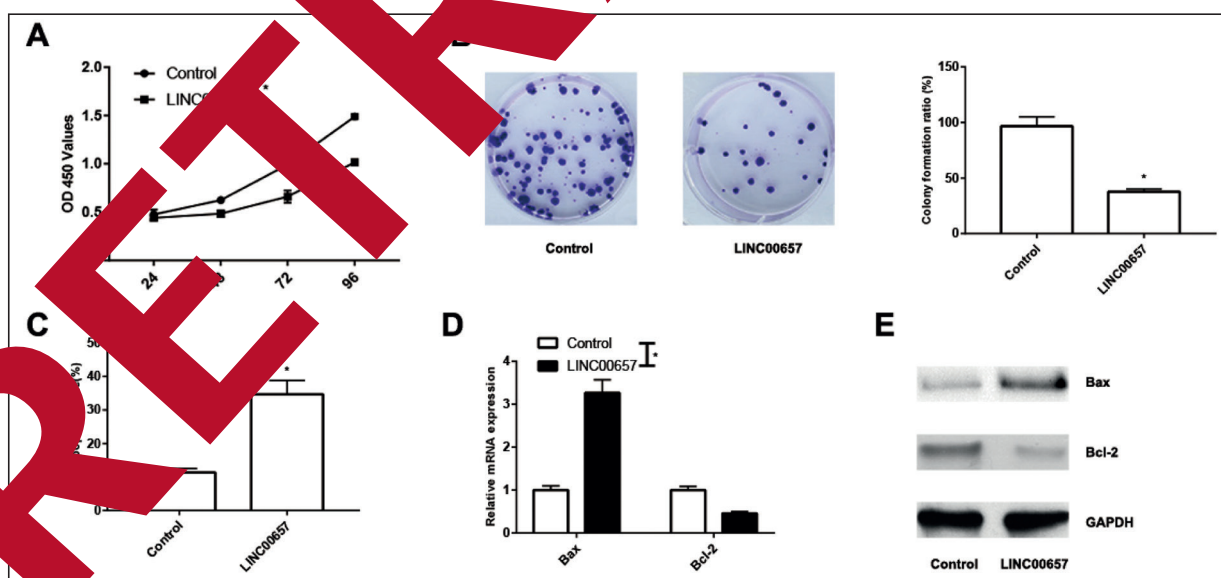 A
2.0
1.5
1.0
0.5
OD 450 Values
Control
*
24
72
96
Control
LINC00657
150
100
50
0
Colony formation ratio (%)
*
Control
LINC00657
C
40
30
20
0
(%)
*
Control
LINC00657
D
Control
LINC00657
*
4
3
2
1
0
Relative mRNA expression
Bax
Bcl-2
E
Bax
Bcl-2
GAPDH
Control
LINC00657